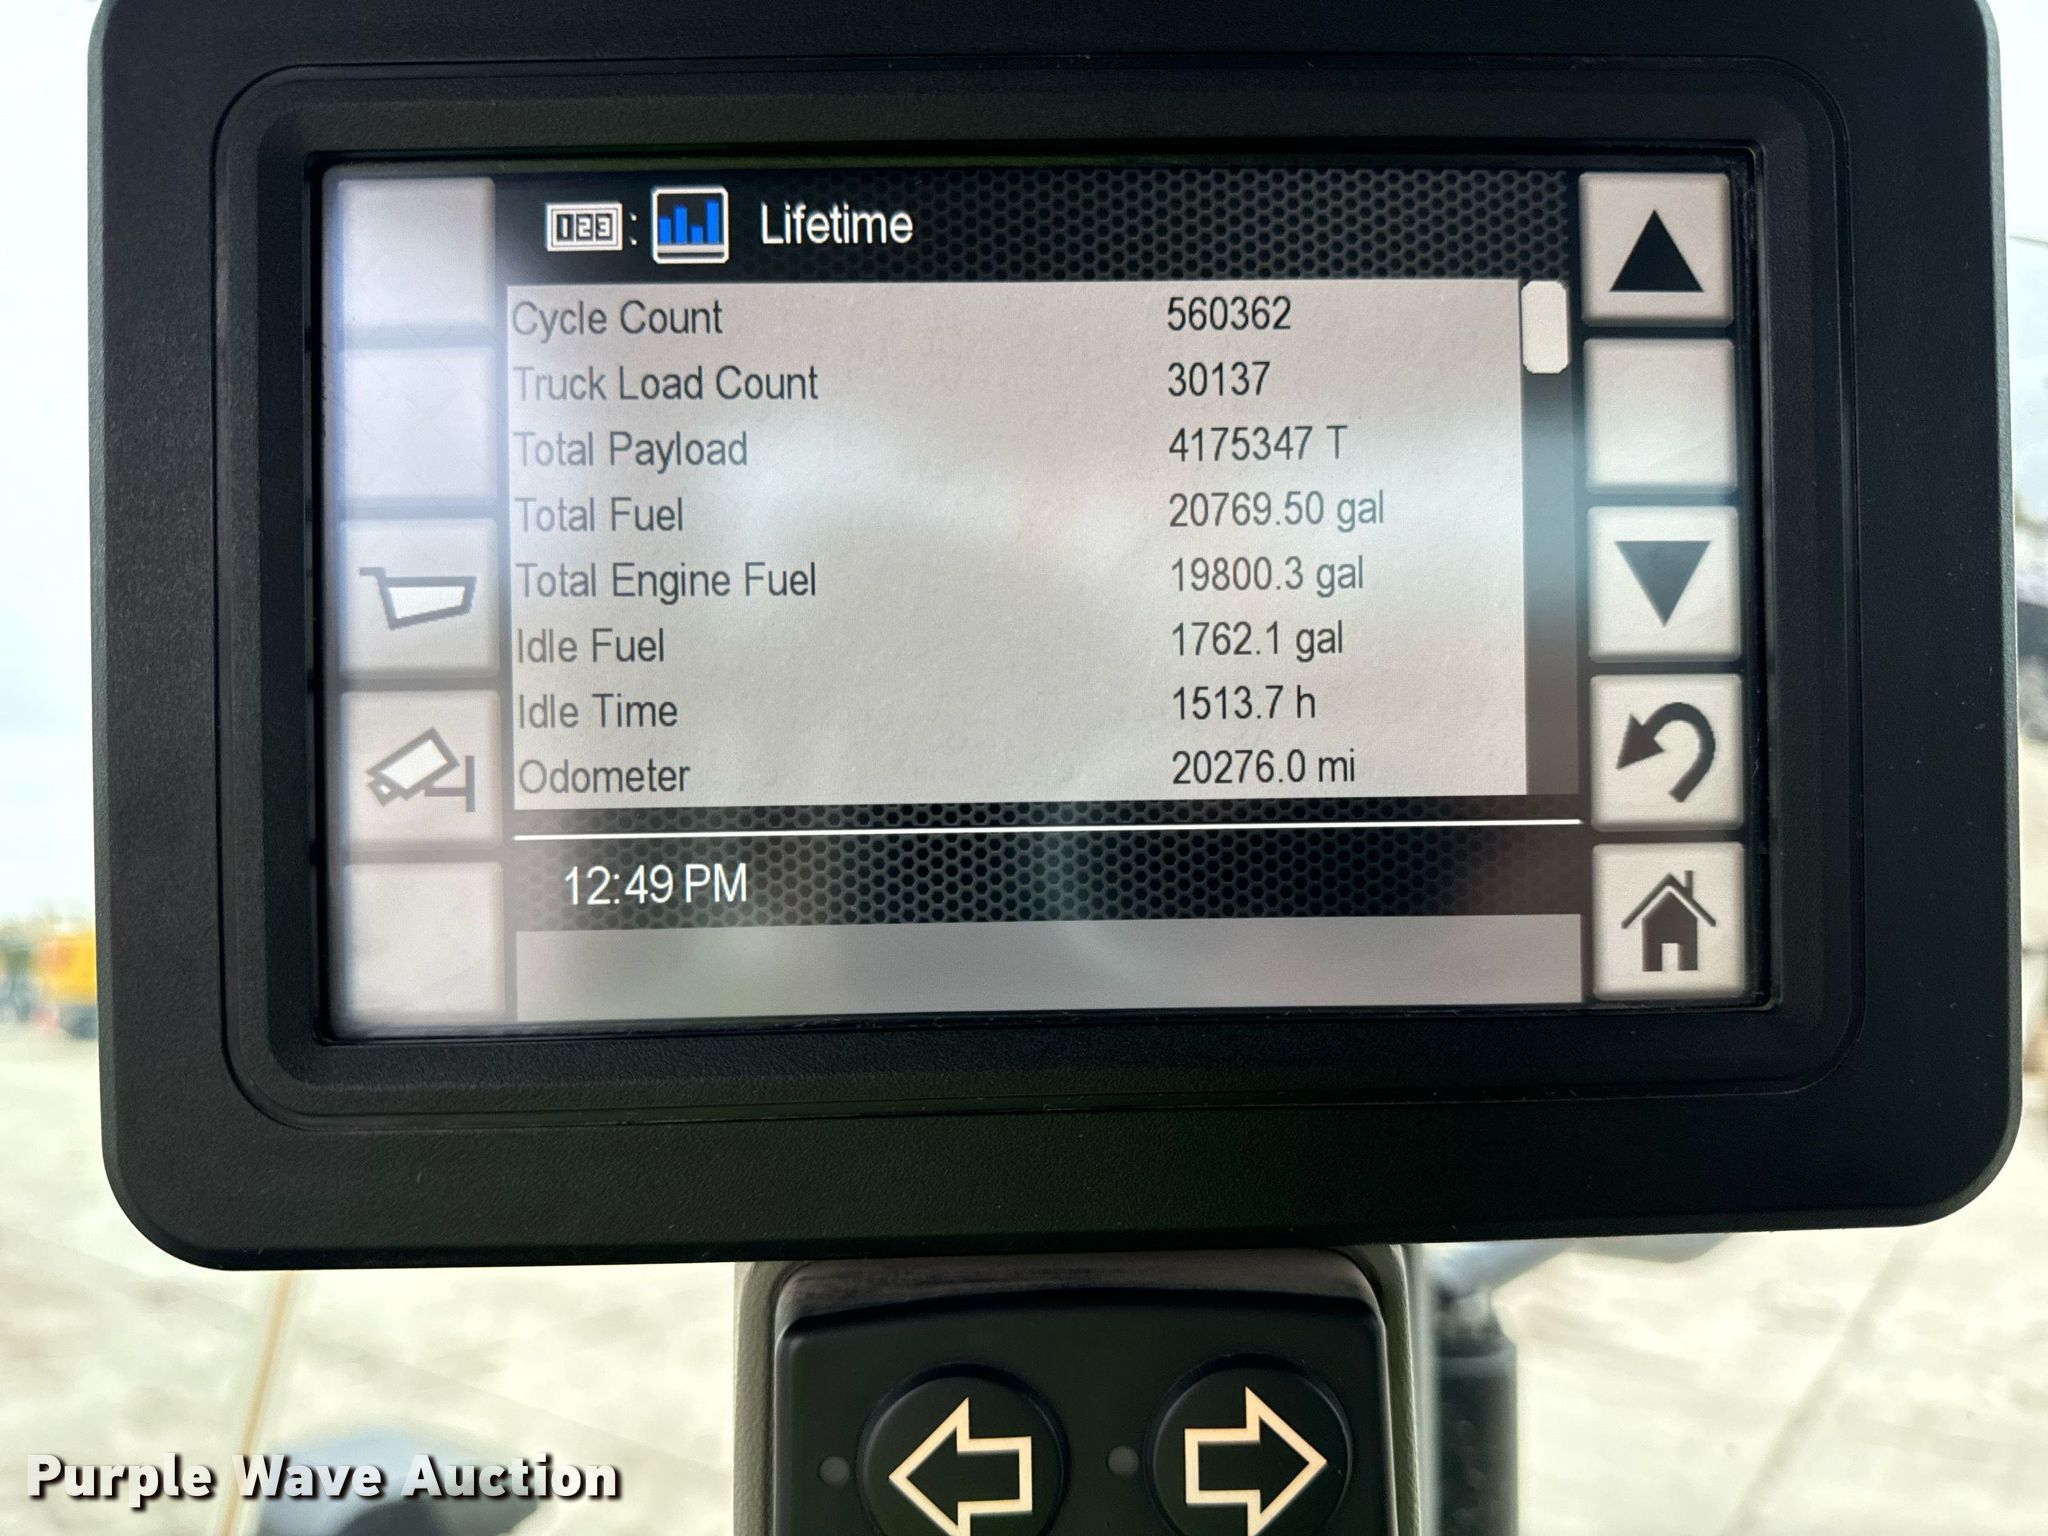 123 : Lifetime
Cycle Count 560362
Truck Load Count 30137
Total Payload 4175347 T
Total Fuel 20769.50 gal
Total Engine Fuel 19800.3 gal
Idle Fuel 1762.1 gal
Idle Time 1513.7 h
Odometer 20276.0 mi
12:49 PM
Purple Wave Auction